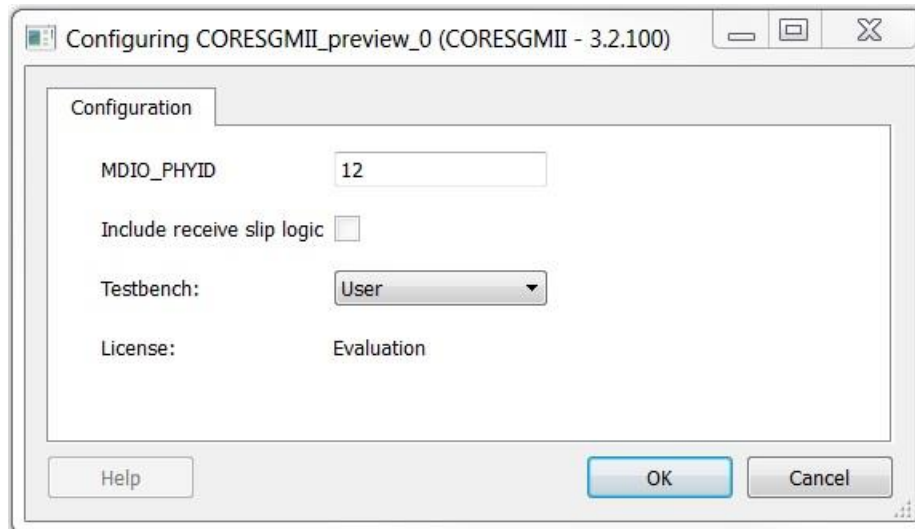 Configuring CORESGMII_preview_0 (CORESGMII - 3.2.100)
Configuration
MDIO_PHYID 12
Include receive slip logic
Testbench: User
License: Evaluation
Help OK Cancel